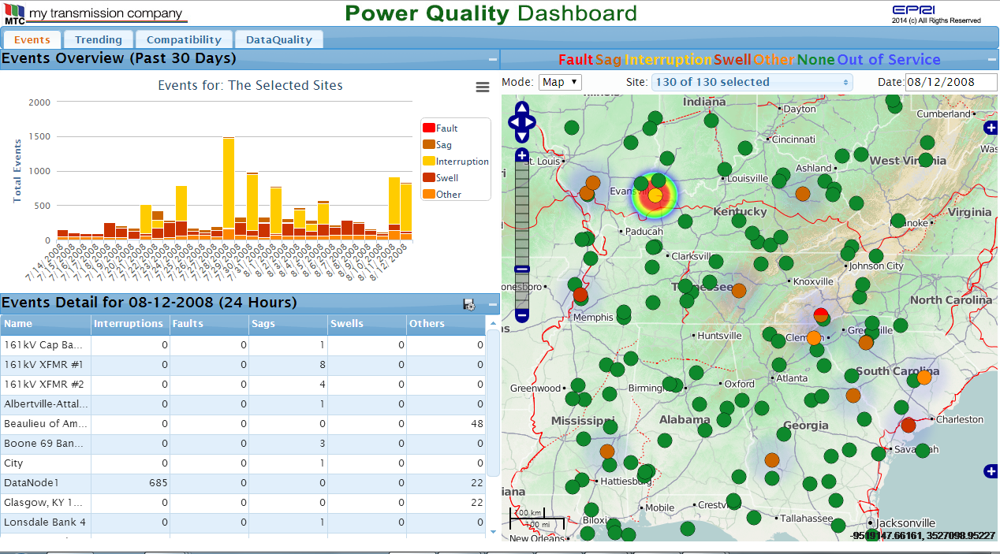 MTC my transmission company
Power Quality Dashboard
EPRI
2014 (c) All Rigths Reserved
Events Trending Compatibility DataQuality
Events Overview (Past 30 Days)
Fault Sag Interruption Swell Other None Out of Service
Mode: Map Site: 130 of 130 selected Date: 08/12/2008
Events for: The Selected Sites
Total Events
2000
1500
1000
500
0
7/14/2008
7/15/2008
7/16/2008
7/17/2008
7/18/2008
7/19/2008
7/20/2008
7/21/2008
7/22/2008
7/23/2008
7/24/2008
7/25/2008
7/26/2008
7/27/2008
7/28/2008
7/29/2008
7/30/2008
7/31/2008
8/1/2008
8/2/2008
8/3/2008
8/4/2008
8/5/2008
8/6/2008
8/7/2008
8/8/2008
8/9/2008
8/10/2008
8/11/2008
8/12/2008
Fault
Sag
Interruption
Swell
Other
Events Detail for 08-12-2008 (24 Hours)
Name Interruptions Faults Sags Swells Others
161kV Cap Ba... 0 0 1 0 0
161kV XFMR #1 0 0 8 0 0
161kV XFMR #2 0 0 4 0 0
Albertville-Attal... 0 0 1 0 0
Beaulieu of Am... 0 0 0 0 48
Boone 69 Ban... 0 0 3 0 0
City 0 0 1 0 0
DataNode1 685 0 0 0 22
Glasgow, KY 1... 0 0 0 0 22
Lonsdale Bank 4 0 0 1 0 0
Indiana
Dayton
Cumberland
Cincinnati
St. Louis
West Virginia
Was
Ashland
Louisville
Evansvill
Kentucky
Virginia
Roanoke
Paducah
Clarksvill
Johnson City
onesboro
Tennessee
Knoxville
North Carolina
Memphis
Greenville
Huntsville
Clemson
South Carolina
Greenwood
Birmingh
Oxford
Atlanta
Mississippi
Alabama
Georgia
Charleston
Savannah
Hattiesburg
iana
Mobile
Crestv
Tallahassee
Biloxi
100 km
100 mi
Jacksonville
New Orleans
-9519147.66161, 3527098.95227